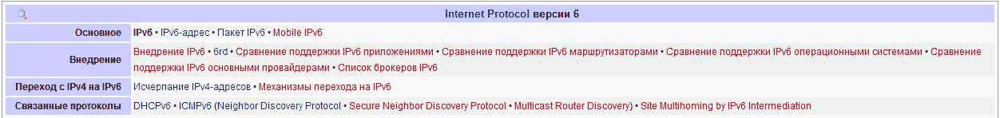 Internet Protocol версии 6
Основное IPv6 • IPv6-адрес • Пакет IPv6 • Mobile IPv6
Внедрение Внедрение IPv6 • 6rd • Сравнение поддержки IPv6 приложениями • Сравнение поддержки IPv6 маршрутизаторами • Сравнение поддержки IPv6 операционными системами • Сравнение
поддержки IPv6 основными провайдерами • Список брокеров IPv6
Переход с IPv4 на IPv6 Исчерпание IPv4-адресов • Механизмы перехода на IPv6
Связанные протоколы DHCPv6 • ICMPv6 (Neighbor Discovery Protocol • Secure Neighbor Discovery Protocol • Multicast Router Discovery) • Site Multihoming by IPv6 Intermediation